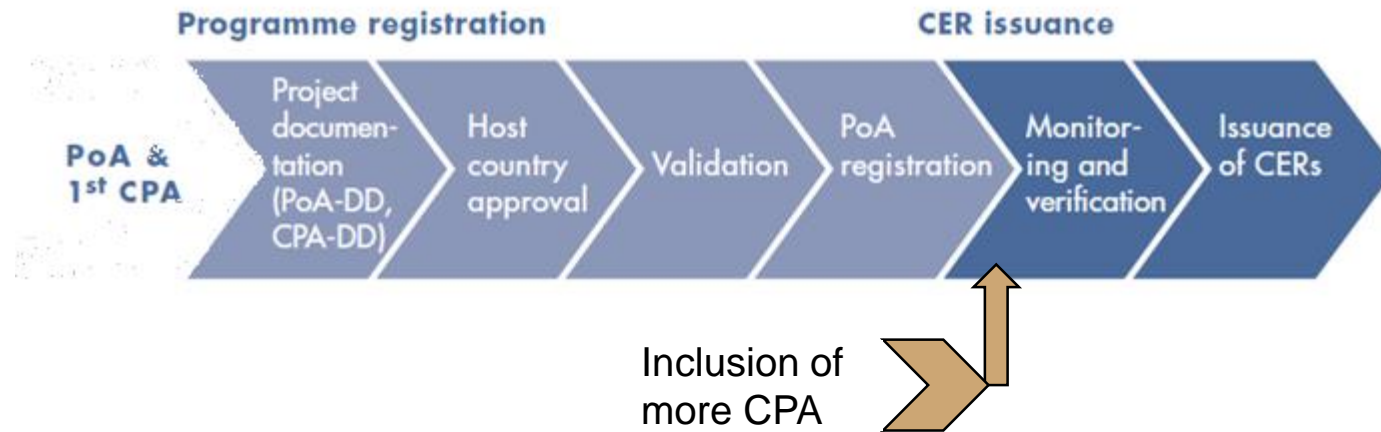 Programme registration
CER issuance
PoA &
1st CPA
Project
documen-
tation
(PoA-DD,
CPA-DD)
Host
country
approval
Validation
PoA
registration
Monitor-
ing and
verification
Issuance
of CERs
Inclusion of
more CPA